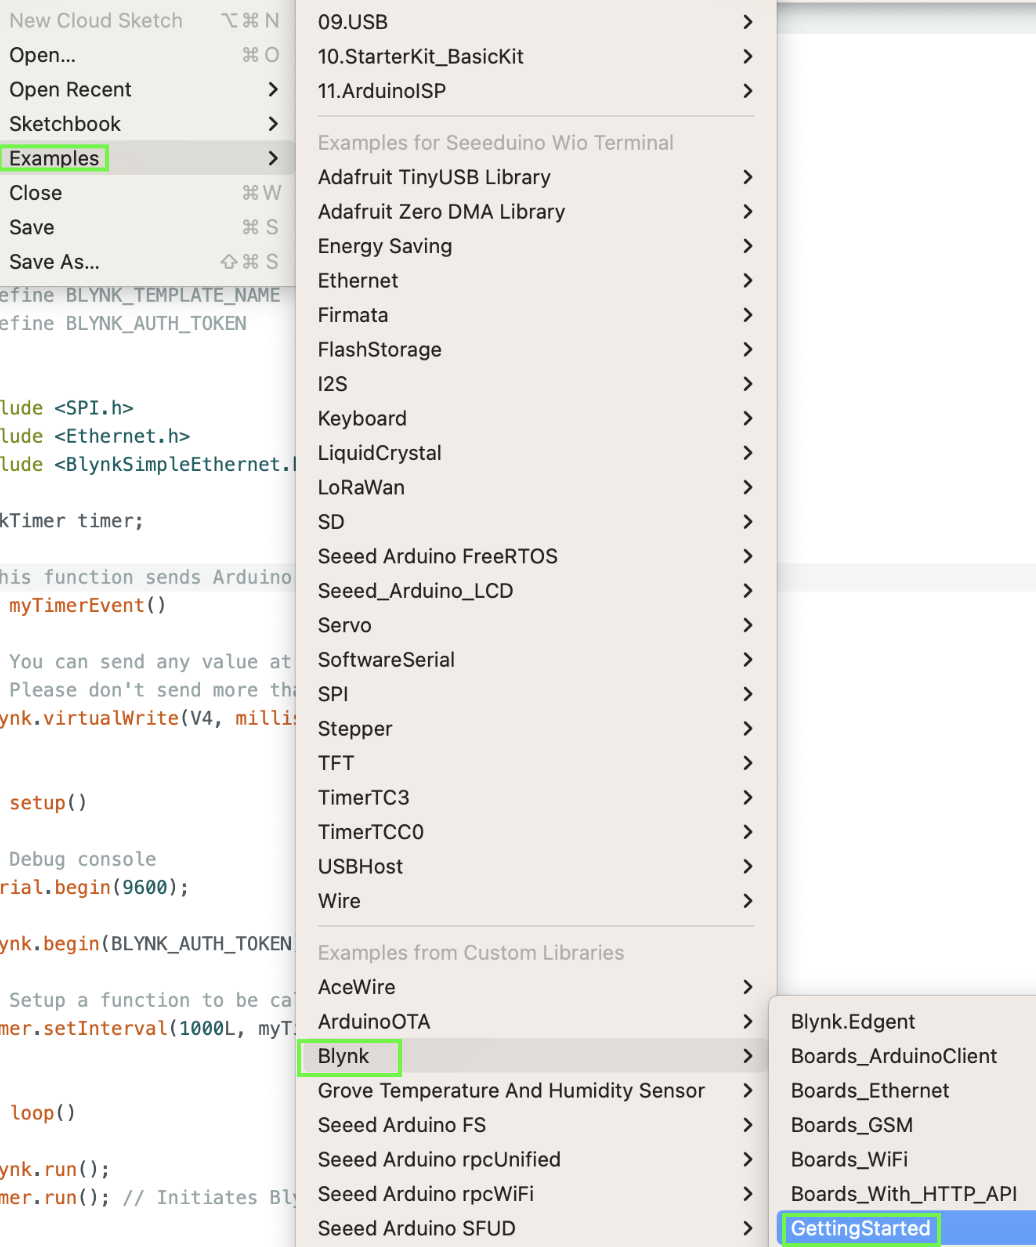 New Cloud Sketch ⌥⌘ N
Open... ⌘ O
Open Recent
Sketchbook
Examples
Close ⌘ W
Save ⌘ S
Save As... ⇧⌘ S
efine BLYNK_TEMPLATE_NAME
efine BLYNK_AUTH_TOKEN
lude <SPI.h>
lude <Ethernet.h>
lude <BlynkSimpleEthernet.h
kTimer timer;
his function sends Arduino
myTimerEvent()
You can send any value at
Please don't send more tha
ynk.virtualWrite(V4, millis
setup()
Debug console
rial.begin(9600);
ynk.begin(BLYNK_AUTH_TOKEN
Setup a function to be ca
mer.setInterval(1000L, myTi
loop()
ynk.run();
mer.run(); // Initiates Bly
09.USB
10.StarterKit_BasicKit
11.ArduinoISP
Examples for Seeeduino Wio Terminal
Adafruit TinyUSB Library
Adafruit Zero DMA Library
Energy Saving
Ethernet
Firmata
FlashStorage
I2S
Keyboard
LiquidCrystal
LoRaWan
SD
Seeed Arduino FreeRTOS
Seeed_Arduino_LCD
Servo
SoftwareSerial
SPI
Stepper
TFT
TimerTC3
TimerTCC0
USBHost
Wire
Examples from Custom Libraries
AceWire
ArduinoOTA
Blynk
Grove Temperature And Humidity Sensor
Seeed Arduino FS
Seeed Arduino rpcUnified
Seeed Arduino rpcWiFi
Seeed Arduino SFUD
Blynk.Edgent
Boards_ArduinoClient
Boards_Ethernet
Boards_GSM
Boards_WiFi
Boards_With_HTTP_API
GettingStarted